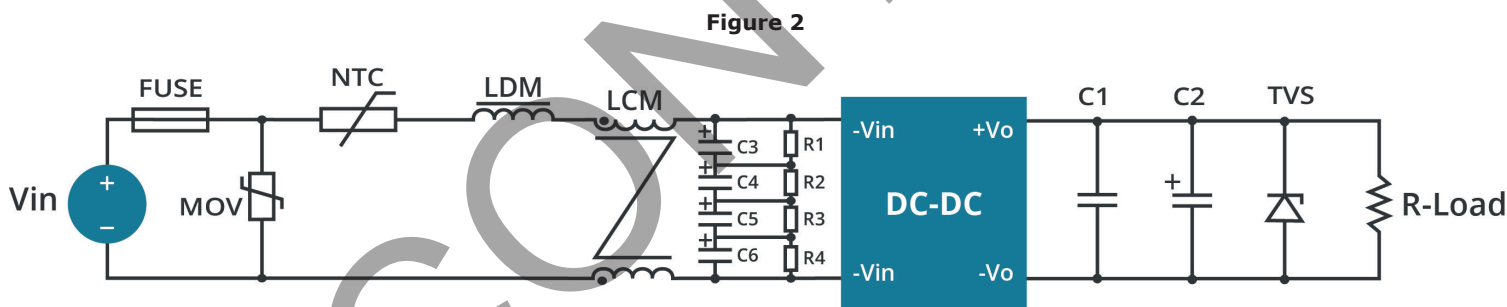 Figure 2
FUSE
NTC
LDM
LCM
Vin
+
−
MOV
+
C3
+
C4
+
C5
+
C6
R1
R2
R3
R4
-Vin
+Vo
DC-DC
-Vin
-Vo
C1
C2
TVS
+
R-Load